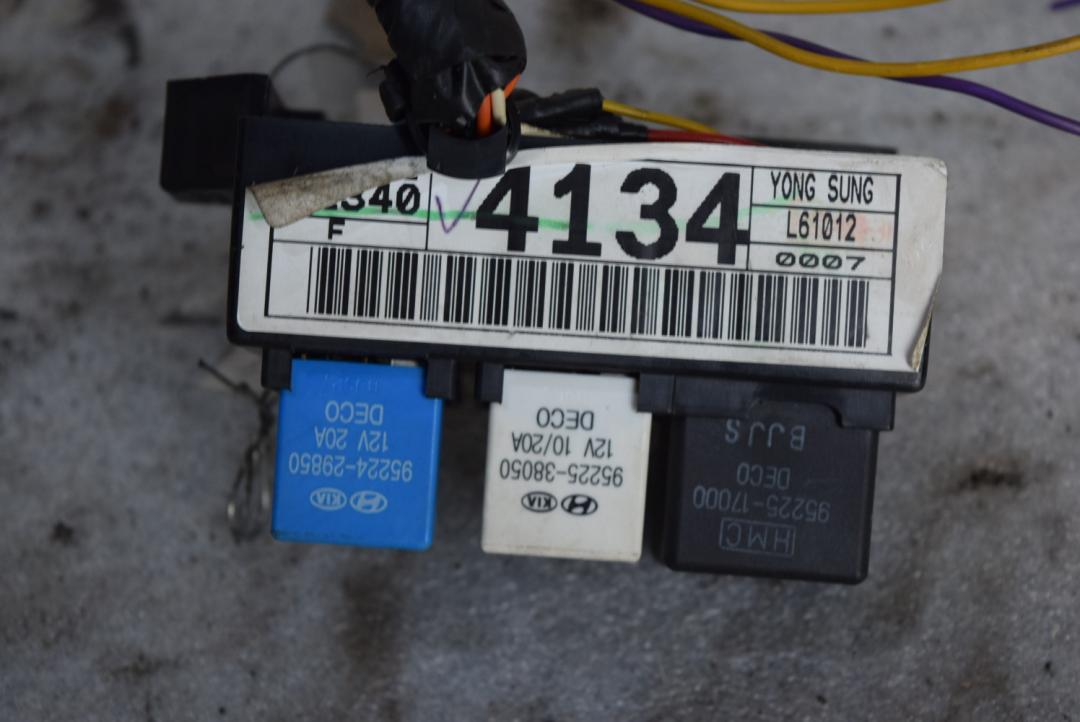 340
F
4134
YONG SUNG
L61012
0007
DECO
12V 20A
95224-29850
H KIA
DECO
12V 10/20A
95225-38050
H KIA
BJJS
DECO
95225-17000
HMC